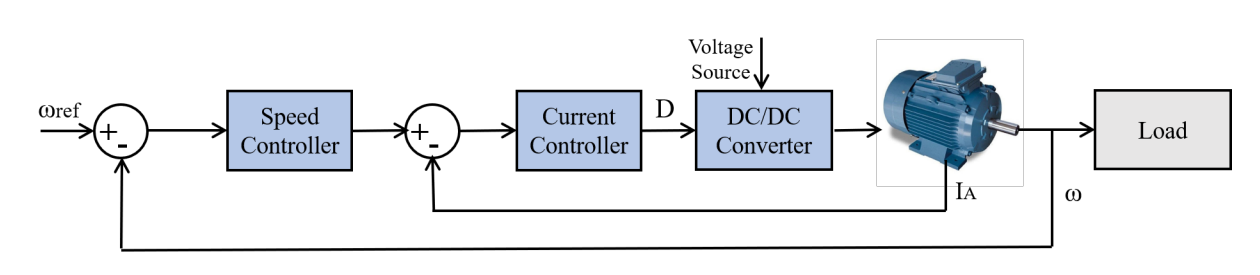 Voltage
Source
ωref
+
-
Speed
Controller
+
-
Current
Controller
D
DC/DC
Converter
Load
IA
ω